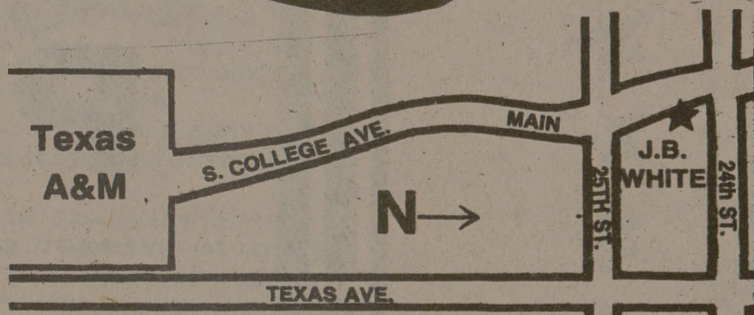 Texas
A&M
S. COLLEGE AVE.
MAIN
25TH ST.
J.B.
WHITE
24th ST.
N
TEXAS AVE.